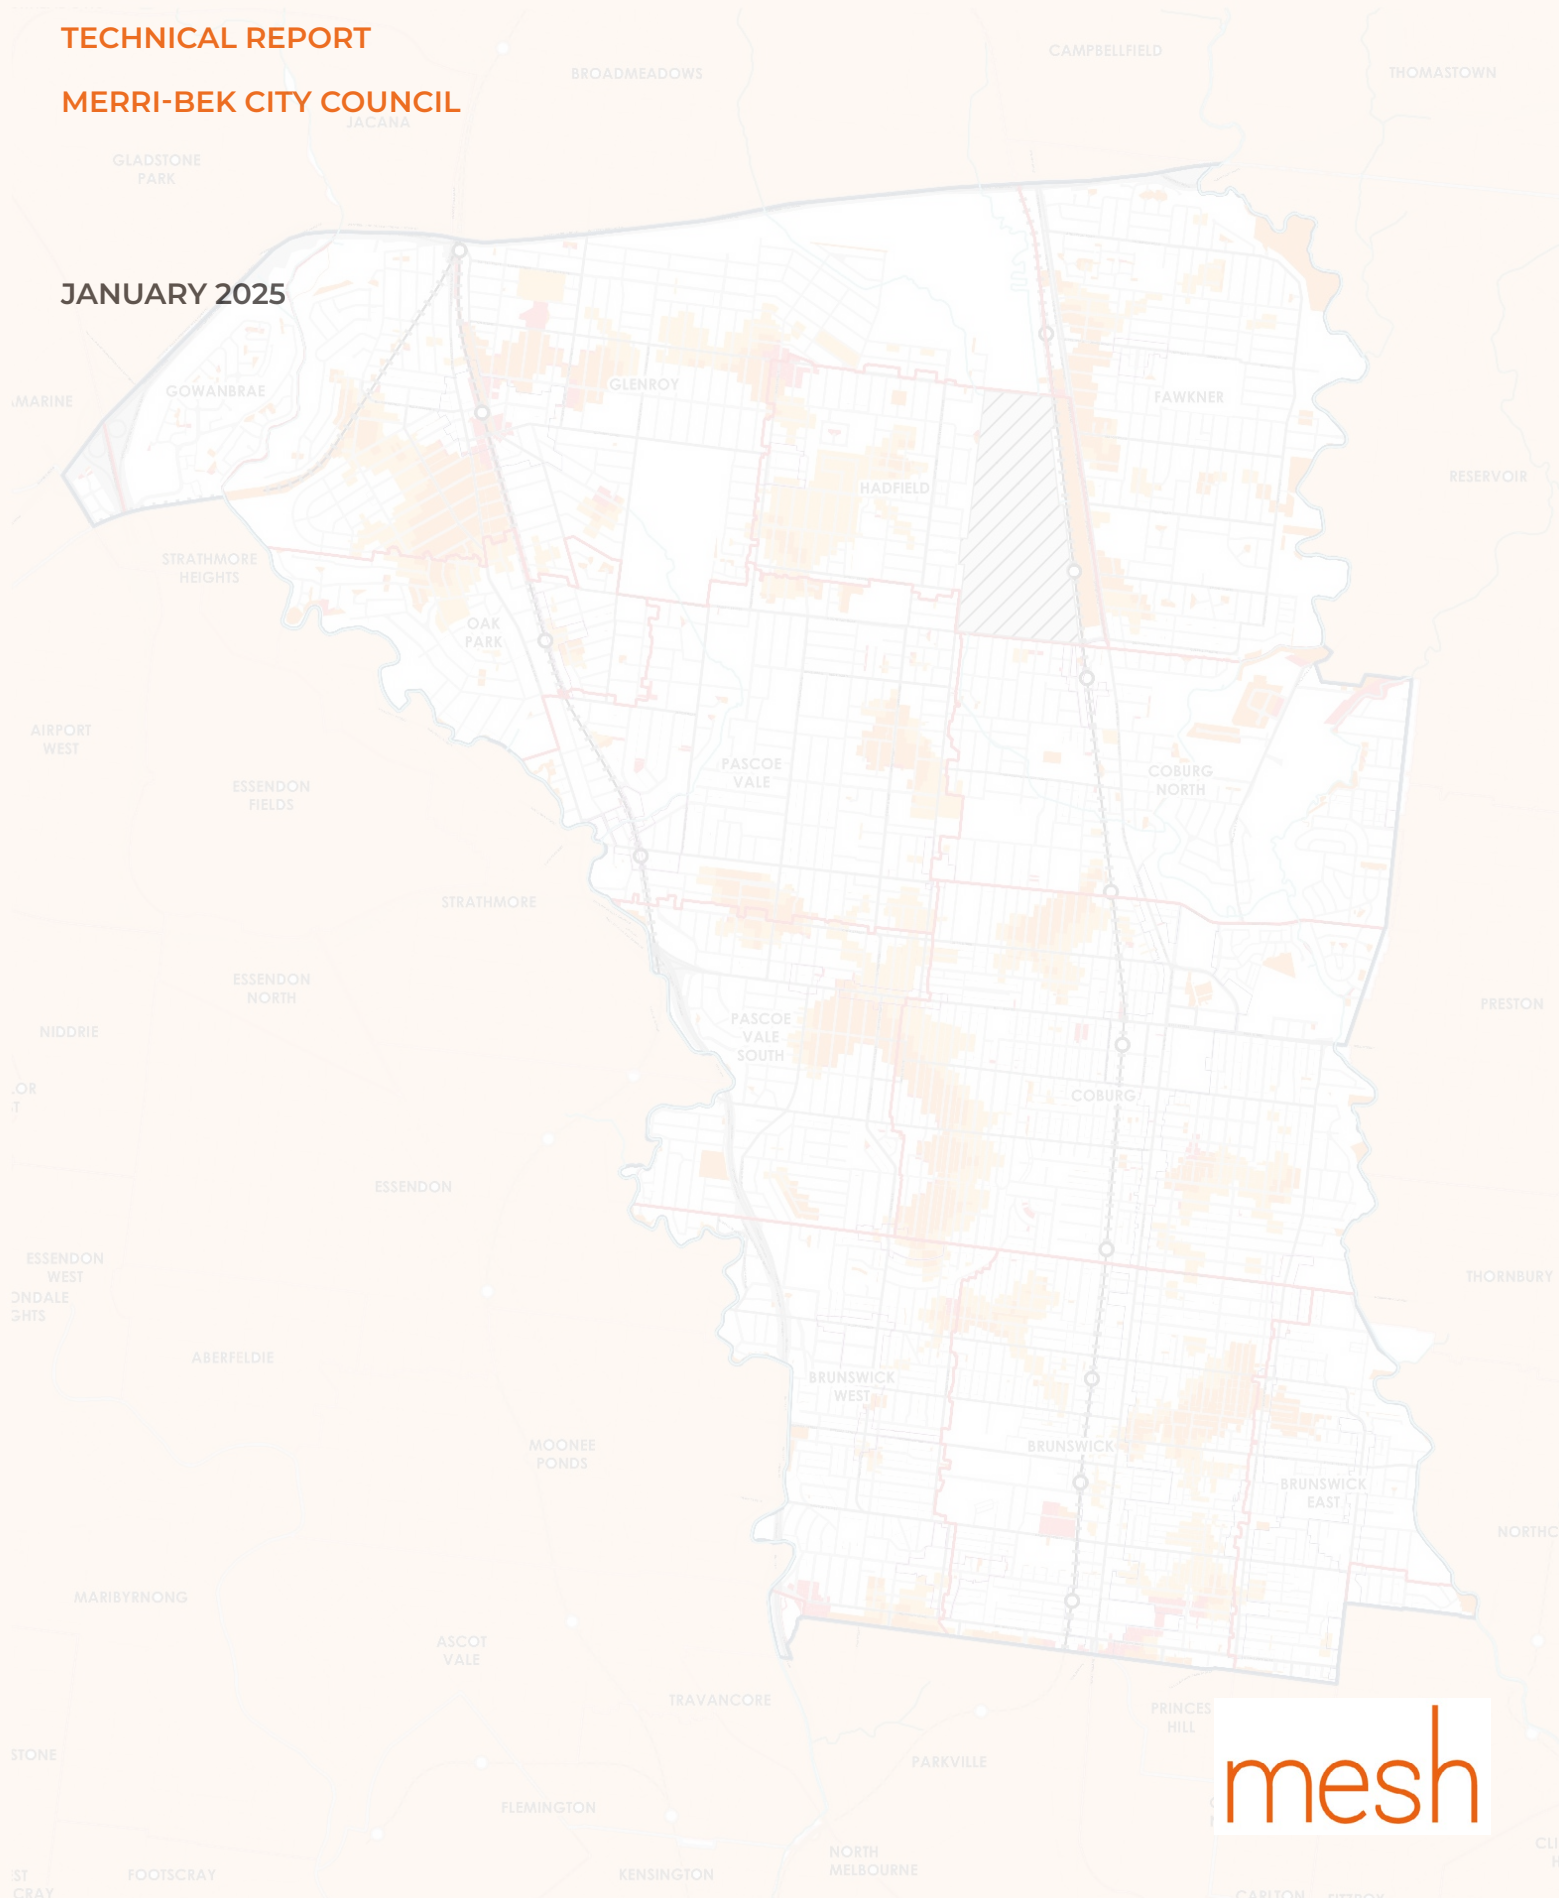 TECHNICAL REPORT
CAMPBELLFIELD
BROADMEADOWS
THOMASTOWN
MERRI-BEK CITY COUNCIL
JACANA
GLADSTONE
PARK
JANUARY 2025
GLENROY
GOWANBRAE
FAWKNER
RESERVOIR
HADFIELD
STRATHMORE
HEIGHTS
OAK
PARK
AIRPORT
WEST
PASCOE
VALE
COBURG
NORTH
ESSENDON
FIELDS
STRATHMORE
ESSENDON
NORTH
PRESTON
NIDDRIE
PASCOE
VALE
SOUTH
COBURG
ESSENDON
ESSENDON
WEST
THORNBURY
ABERFELDIE
BRUNSWICK
WEST
MOONEE
PONDS
BRUNSWICK
BRUNSWICK
EAST
MARIBYRNONG
ASCOT
VALE
TRAVANCORE
PRINCES
HILL
PARKVILLE
mesh
FLEMINGTON
NORTH
MELBOURNE
FOOTSCRAY
KENSINGTON
CARLTON